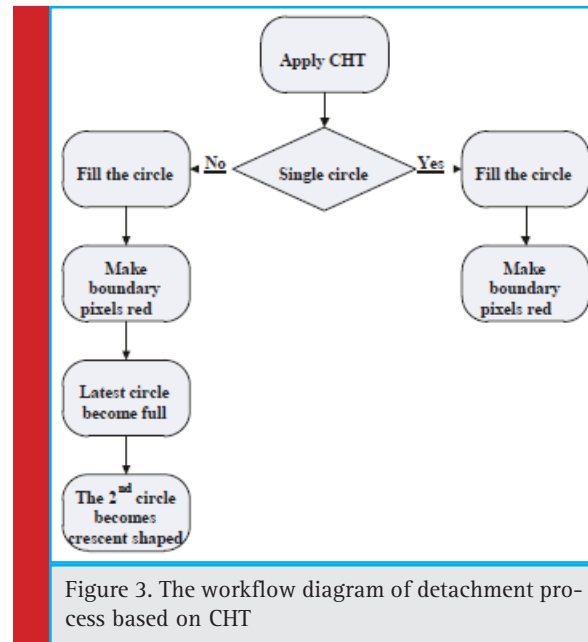 Apply CHT
Single circle
No
Yes
Fill the circle
Make
boundary
pixels red
Latest circle
become full
The 2nd circle
becomes
crescent shaped
Fill the circle
Make
boundary
pixels red
Figure 3. The workflow diagram of detachment pro-
cess based on CHT